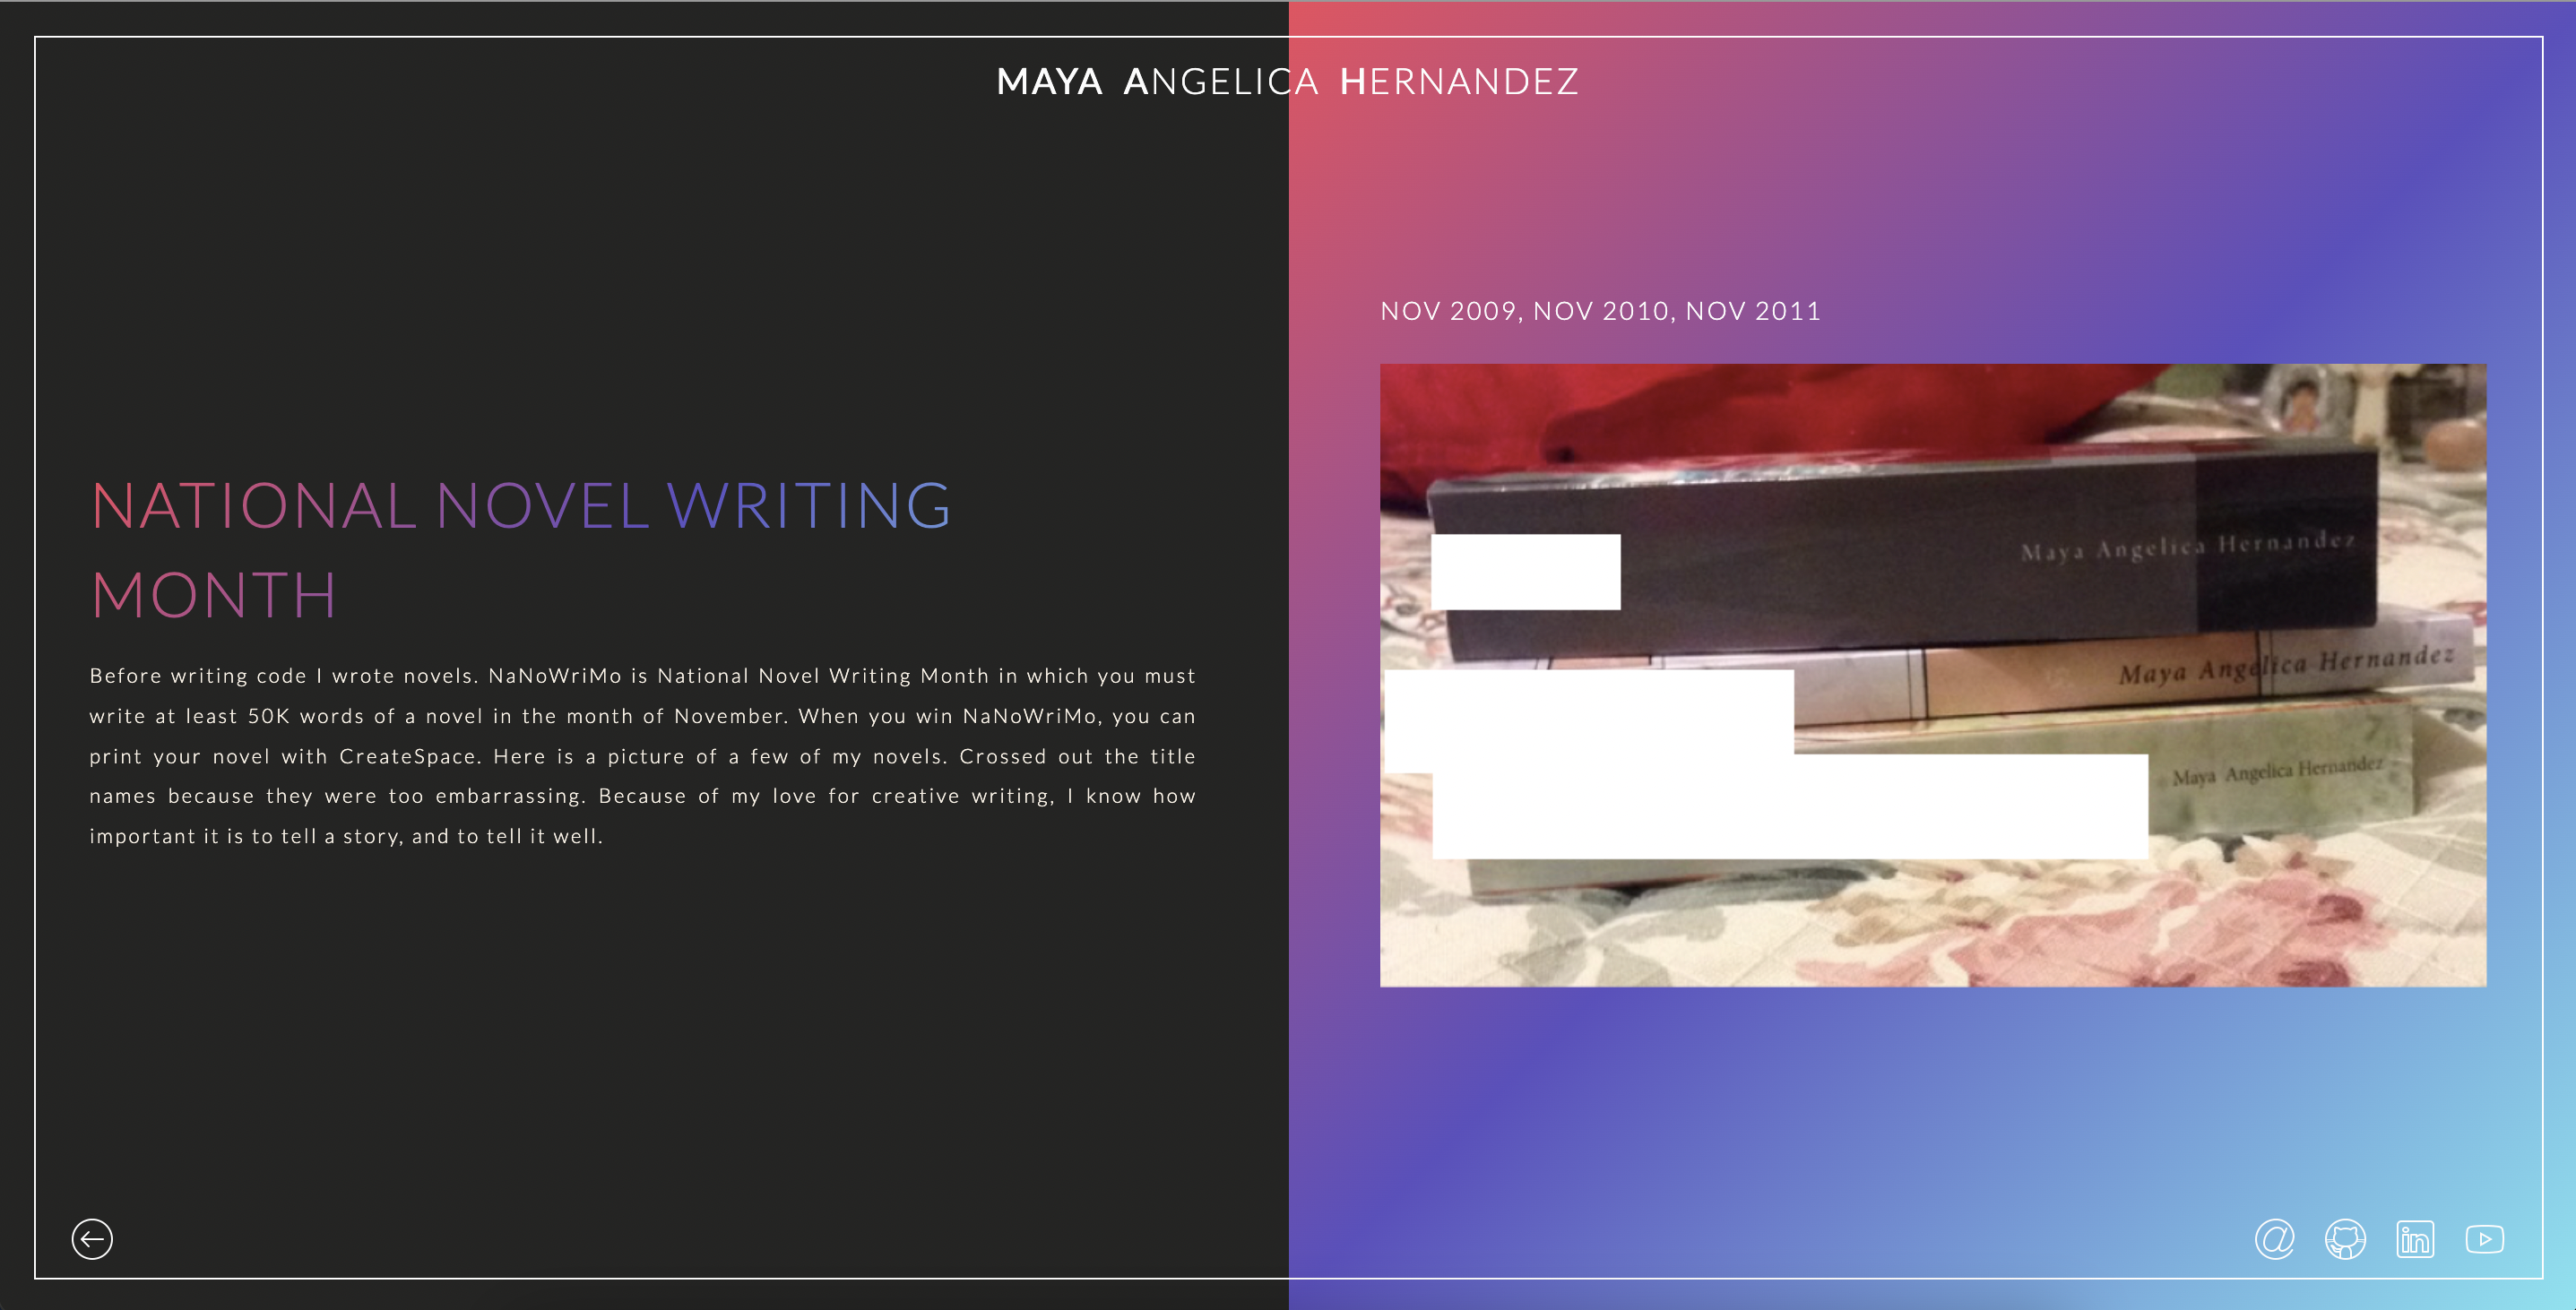 MAYA ANGELICA HERNANDEZ
NATIONAL NOVEL WRITING
MONTH
Before writing code I wrote novels. NaNoWriMo is National Novel Writing Month in which you must
write at least 50K words of a novel in the month of November. When you win NaNoWriMo, you can
print your novel with CreateSpace. Here is a picture of a few of my novels. Crossed out the title
names because they were too embarrassing. Because of my love for creative writing, I know how
important it is to tell a story, and to tell it well.
NOV 2009, NOV 2010, NOV 2011
Maya Angelica Hernandez
Maya Angelica Hernandez
Maya Angelica Hernandez
@
in